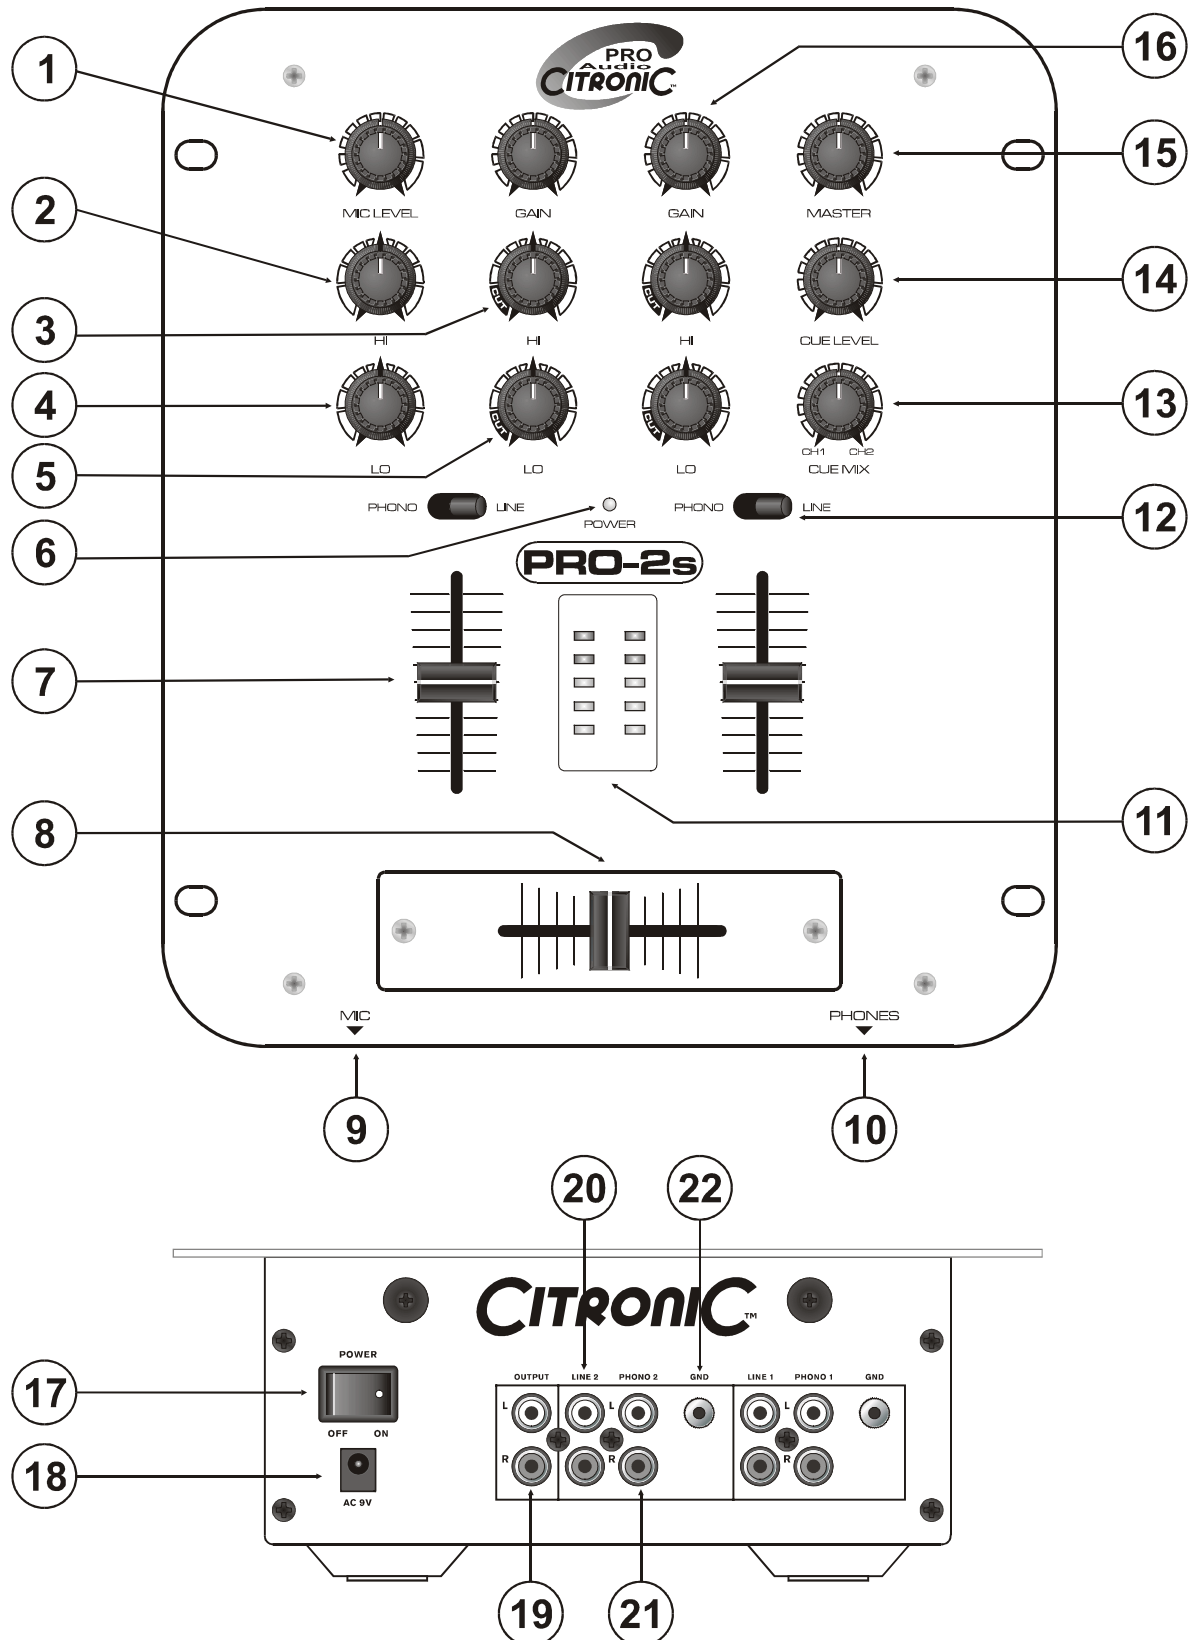 1
16
PRO
Audio
CITRONIC™
15
MIC LEVEL GAIN GAIN MASTER
2
14
CUT CUT
3
HI HI HI CUE LEVEL
4
13
CUT CUT
CH1 CH2
5
LO LO LO CUE MIX
PHONO LINE PHONO LINE
12
POWER
6
PRO-2s
7
11
8
MIC PHONES
9 10
20 22
CITRONIC™
POWER
17
OUTPUT LINE 2 PHONO 2 GND LINE 1 PHONO 1 GND
L L L
OFF ON
R R R
18
AC 9V
19 21